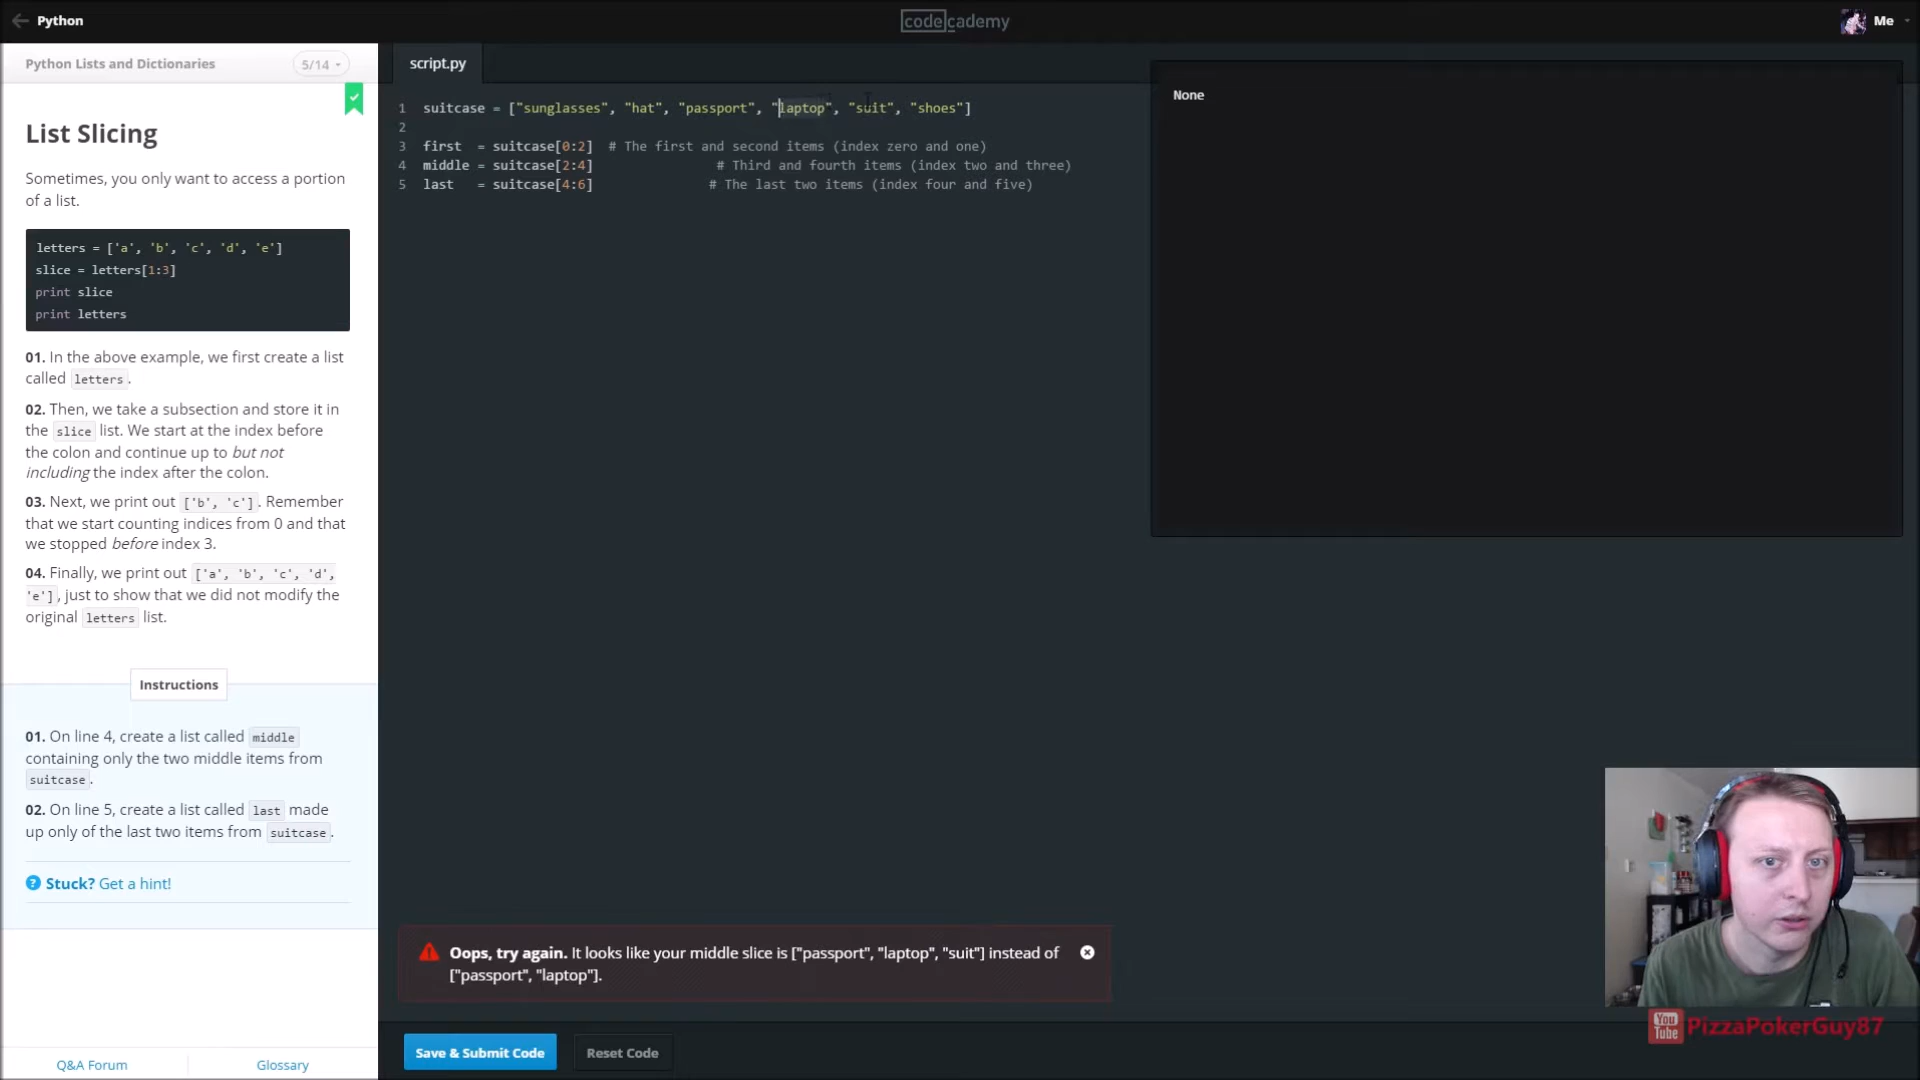 Python
codecademy
Me
Python Lists and Dictionaries
5/14
script.py
List Slicing
Sometimes, you only want to access a portion
of a list.
letters = ['a', 'b', 'c', 'd', 'e']
slice = letters[1:3]
print slice
print letters
01. In the above example, we first create a list
called letters.
02. Then, we take a subsection and store it in
the slice list. We start at the index before
the colon and continue up to but not
including the index after the colon.
03. Next, we print out ['b', 'c']. Remember
that we start counting indices from 0 and that
we stopped before index 3.
04. Finally, we print out ['a', 'b', 'c', 'd',
'e'], just to show that we did not modify the
original letters list.
Instructions
01. On line 4, create a list called middle
containing only the two middle items from
suitcase.
02. On line 5, create a list called last made
up only of the last two items from suitcase.
? Stuck? Get a hint!
Q&A Forum
Glossary
1 suitcase = ["sunglasses", "hat", "passport", "laptop", "suit", "shoes"]
2
3 first  = suitcase[0:2]  # The first and second items (index zero and one)
4 middle = suitcase[2:4]               # Third and fourth items (index two and three)
5 last   = suitcase[4:6]              # The last two items (index four and five)
None
Oops, try again. It looks like your middle slice is ["passport", "laptop", "suit"] instead of
["passport", "laptop"].
Save & Submit Code
Reset Code
You Tube PizzaPokerGuy87